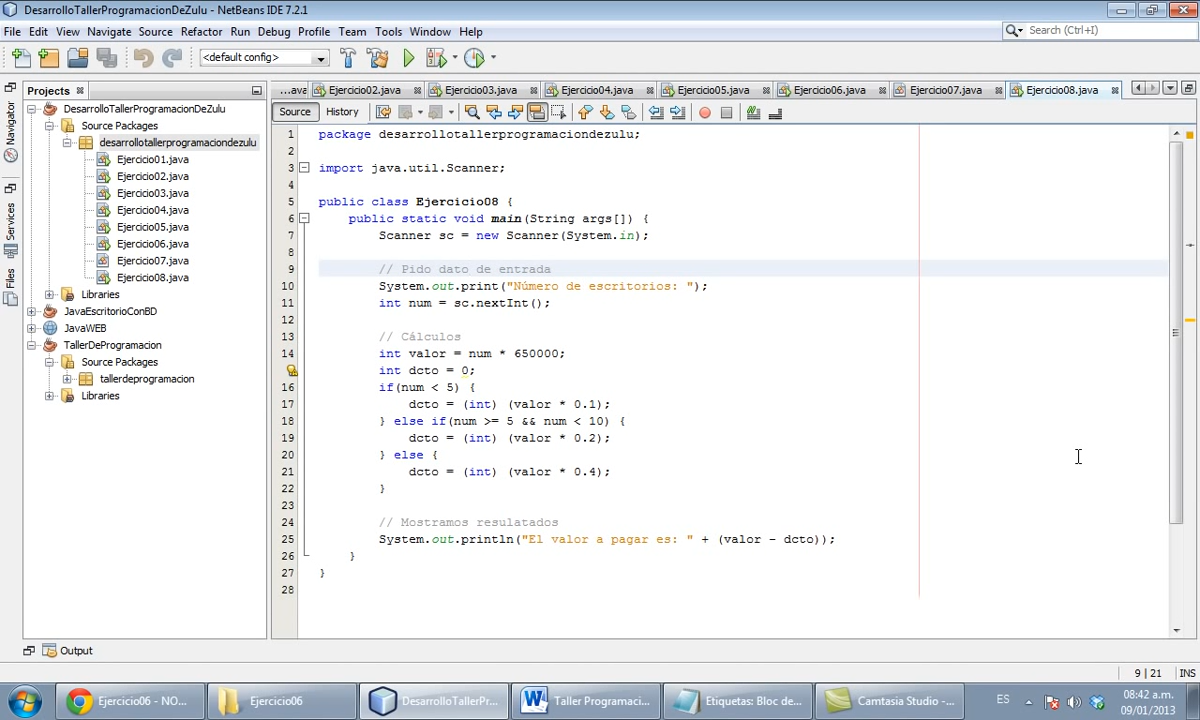 DesarrolloTallerProgramacionDeZulu - NetBeans IDE 7.2.1
File Edit View Navigate Source Refactor Run Debug Profile Team Tools Window Help
Search (Ctrl+I)
<default config>
Projects
...ava Ejercicio02.java Ejercicio03.java Ejercicio04.java Ejercicio05.java Ejercicio06.java Ejercicio07.java Ejercicio08.java
Source History
Navigator
Services
Files
DesarrolloTallerProgramacionDeZulu
Source Packages
desarrollotallerprogramaciondezulu
Ejercicio01.java
Ejercicio02.java
Ejercicio03.java
Ejercicio04.java
Ejercicio05.java
Ejercicio06.java
Ejercicio07.java
Ejercicio08.java
Libraries
JavaEscritorioConBD
JavaWEB
TallerDeProgramacion
Source Packages
tallerdeprogramacion
Libraries
1 package desarrollotallerprogramaciondezulu;
2
3 import java.util.Scanner;
4
5 public class Ejercicio08 {
6 public static void main(String args[]) {
7 Scanner sc = new Scanner(System.in);
8
9 // Pido dato de entrada
10 System.out.print("Número de escritorios: ");
11 int num = sc.nextInt();
12
13 // Cálculos
14 int valor = num * 650000;
int dcto = 0;
16 if(num < 5) {
17 dcto = (int) (valor * 0.1);
18 } else if(num >= 5 && num < 10) {
19 dcto = (int) (valor * 0.2);
20 } else {
21 dcto = (int) (valor * 0.4);
22 }
23
24 // Mostramos resulatados
25 System.out.println("El valor a pagar es: " + (valor - dcto));
26 }
27 }
28
Output
9 | 21 INS
Ejercicio06 - NO... Ejercicio06 DesarrolloTallerPr... Taller Programaci... Etiquetas: Bloc de... Camtasia Studio -... ES
08:42 a.m.
09/01/2013